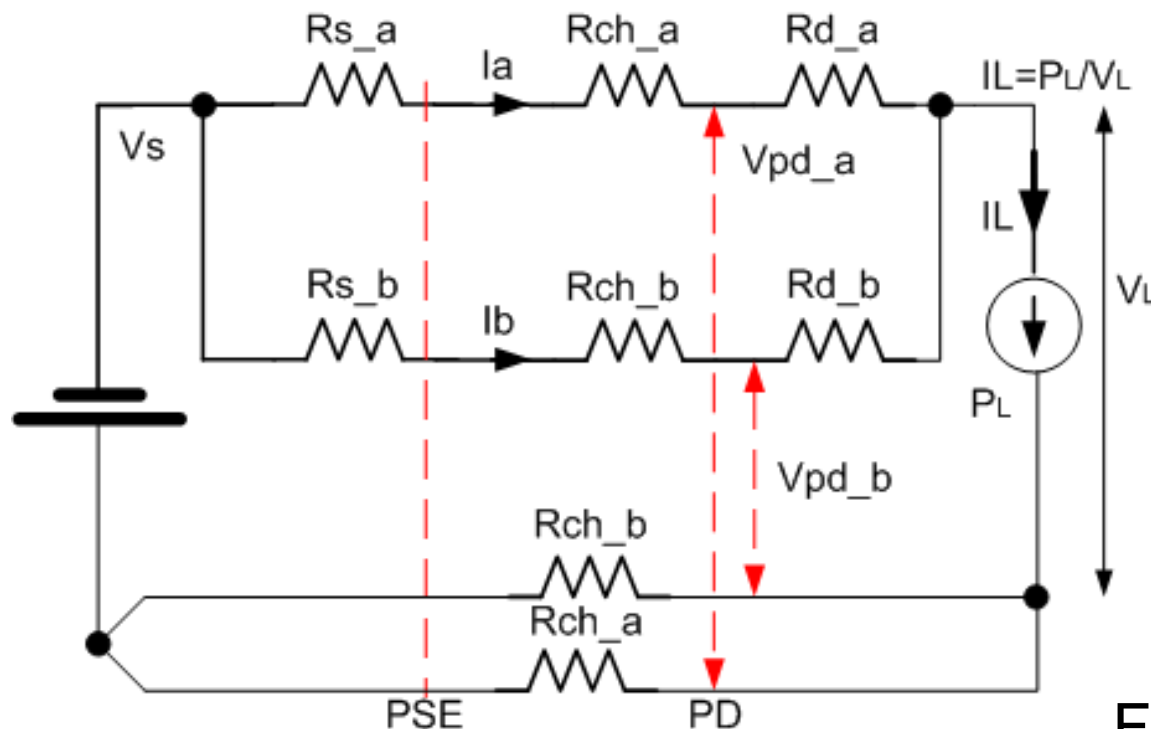 Rs_a
Rch_a
Rd_a
Ia
IL=PL/VL
Vs
Vpd_a
IL
Rs_b
Rch_b
Rd_b
Ib
VL
PL
Vpd_b
Rch_b
Rch_a
PSE
PD